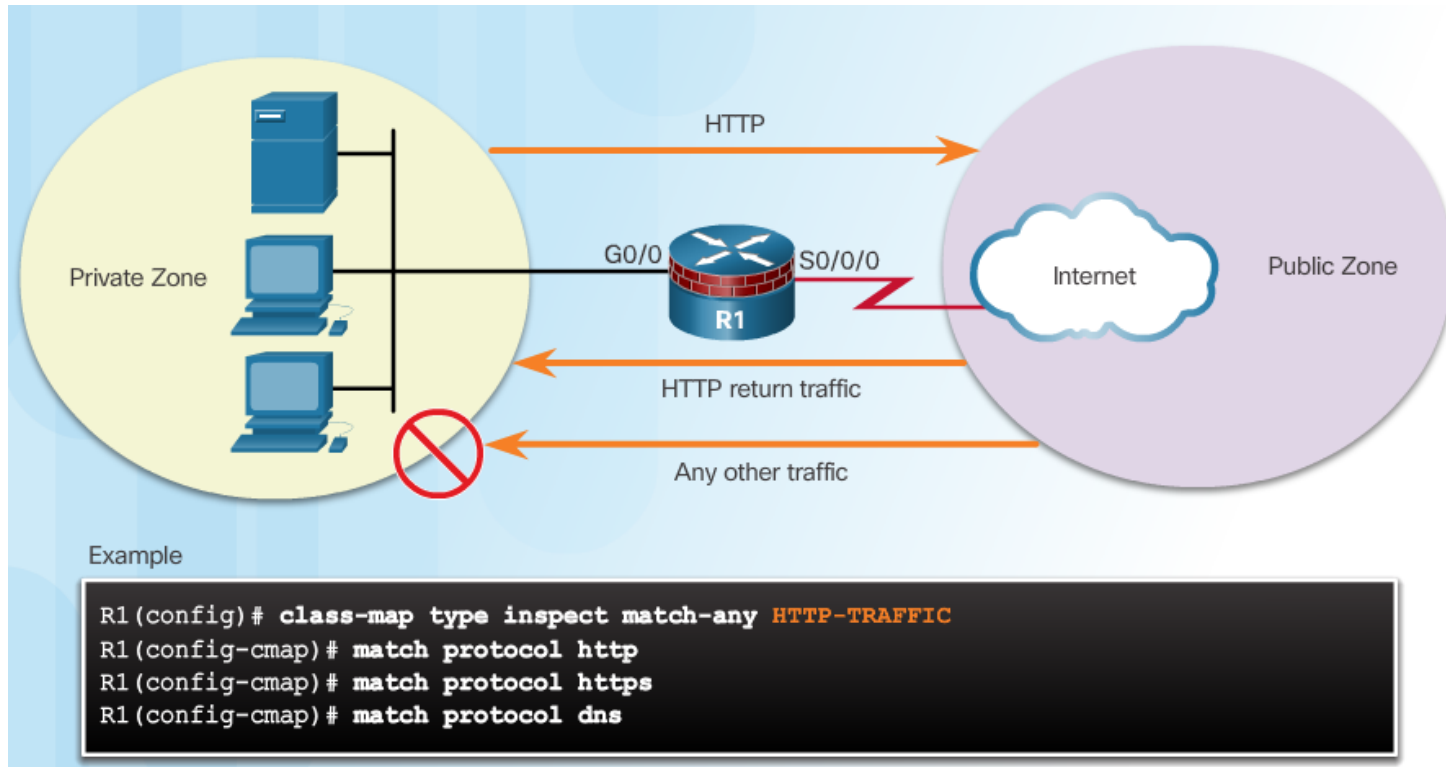 HTTP
Private Zone
G0/0
S0/0/0
R1
Internet
Public Zone
HTTP return traffic
Any other traffic
Example
R1(config)# class-map type inspect match-any HTTP-TRAFFIC
R1(config-cmap)# match protocol http
R1(config-cmap)# match protocol https
R1(config-cmap)# match protocol dns